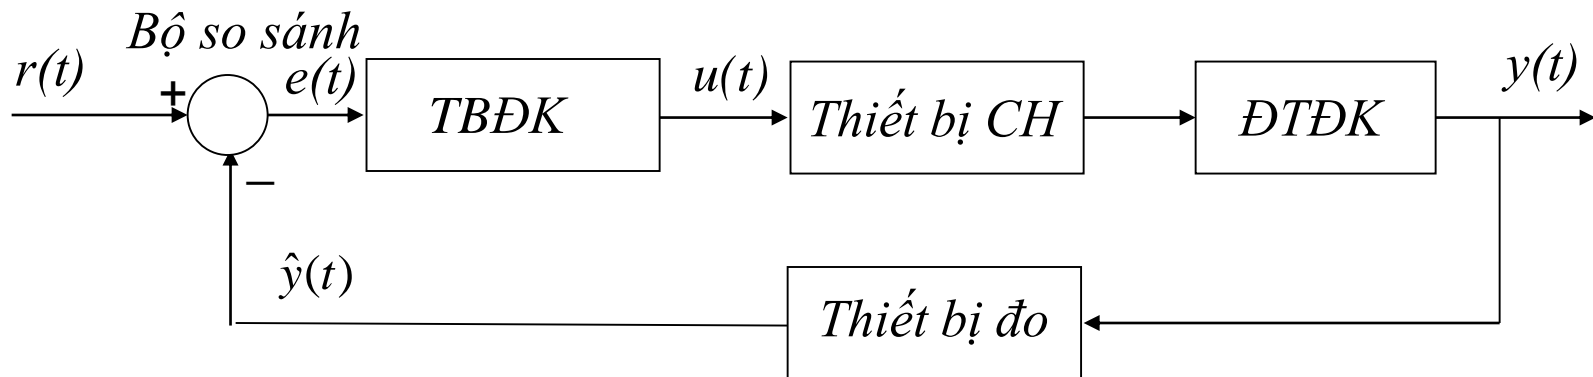 Bộ so sánh
r(t)
+
e(t)
TBĐK
u(t)
Thiết bị CH
ĐTĐK
y(t)
−
ŷ(t)
Thiết bị đo